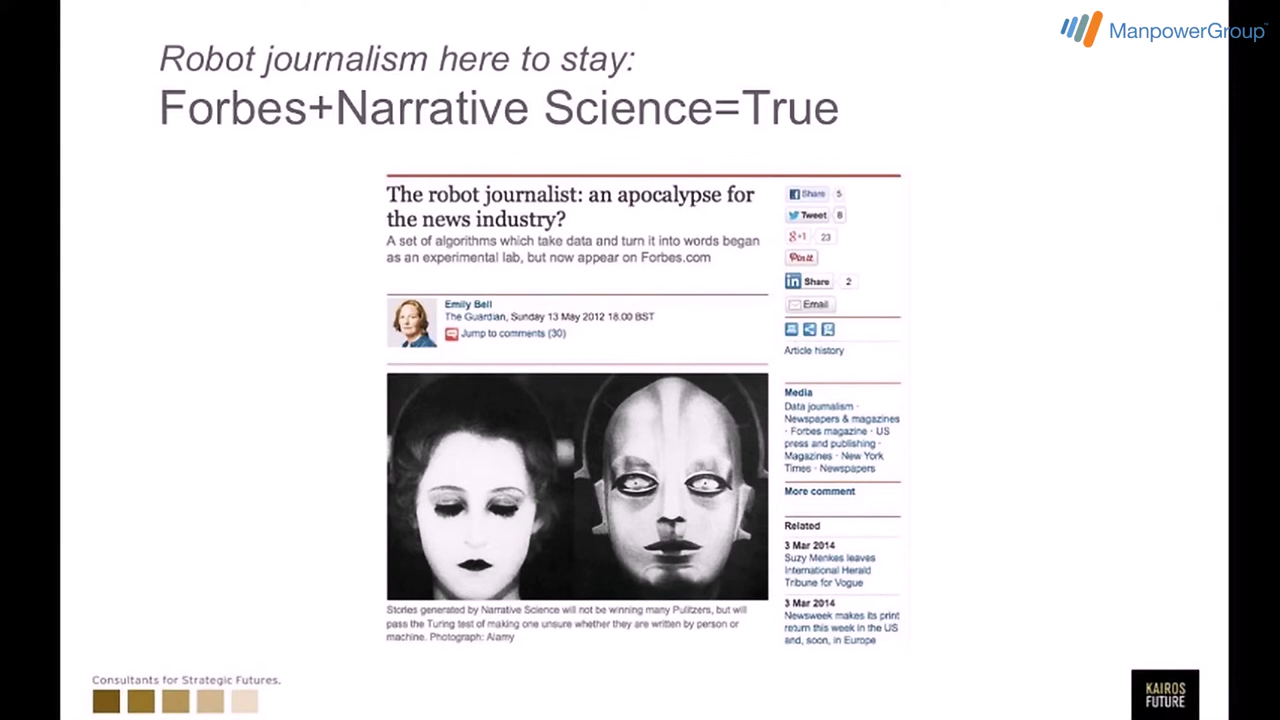 ManpowerGroup
Robot journalism here to stay:
Forbes+Narrative Science=True
The robot journalist: an apocalypse for
the news industry?
A set of algorithms which take data and turn it into words began
as an experimental lab, but now appear on Forbes.com
Emily Bell
The Guardian, Sunday 13 May 2012 18.00 BST
Jump to comments (30)
Stories generated by Narrative Science will not be winning many Pulitzers, but will
pass the Turing test of making one unsure whether they are written by person or
machine. Photograph: Alamy
Share 5
Tweet 8
+1 23
Pin it
in Share 2
Email
Article history
Media
Data journalism ·
Newspapers & magazines
· Forbes magazine · US
press and publishing ·
Magazines · New York
Times · Newspapers
More comment
Related
3 Mar 2014
Suzy Menkes leaves
International Herald
Tribune for Vogue
3 Mar 2014
Newsweek makes its print
return this week in the US
and, soon, in Europe
Consultants for Strategic Futures.
KAIROS
FUTURE